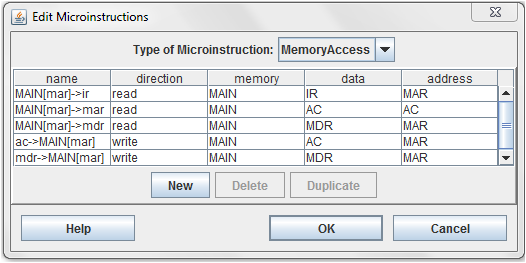 Edit Microinstructions
Type of Microinstruction: MemoryAccess
name direction memory data address
MAIN[mar]->ir read MAIN IR MAR
MAIN[mar]->mar read MAIN AC AC
MAIN[mar]->mdr read MAIN MDR MAR
ac->MAIN[mar] write MAIN AC MAR
mdr->MAIN[mar] write MAIN MDR MAR
New Delete Duplicate
Help OK Cancel